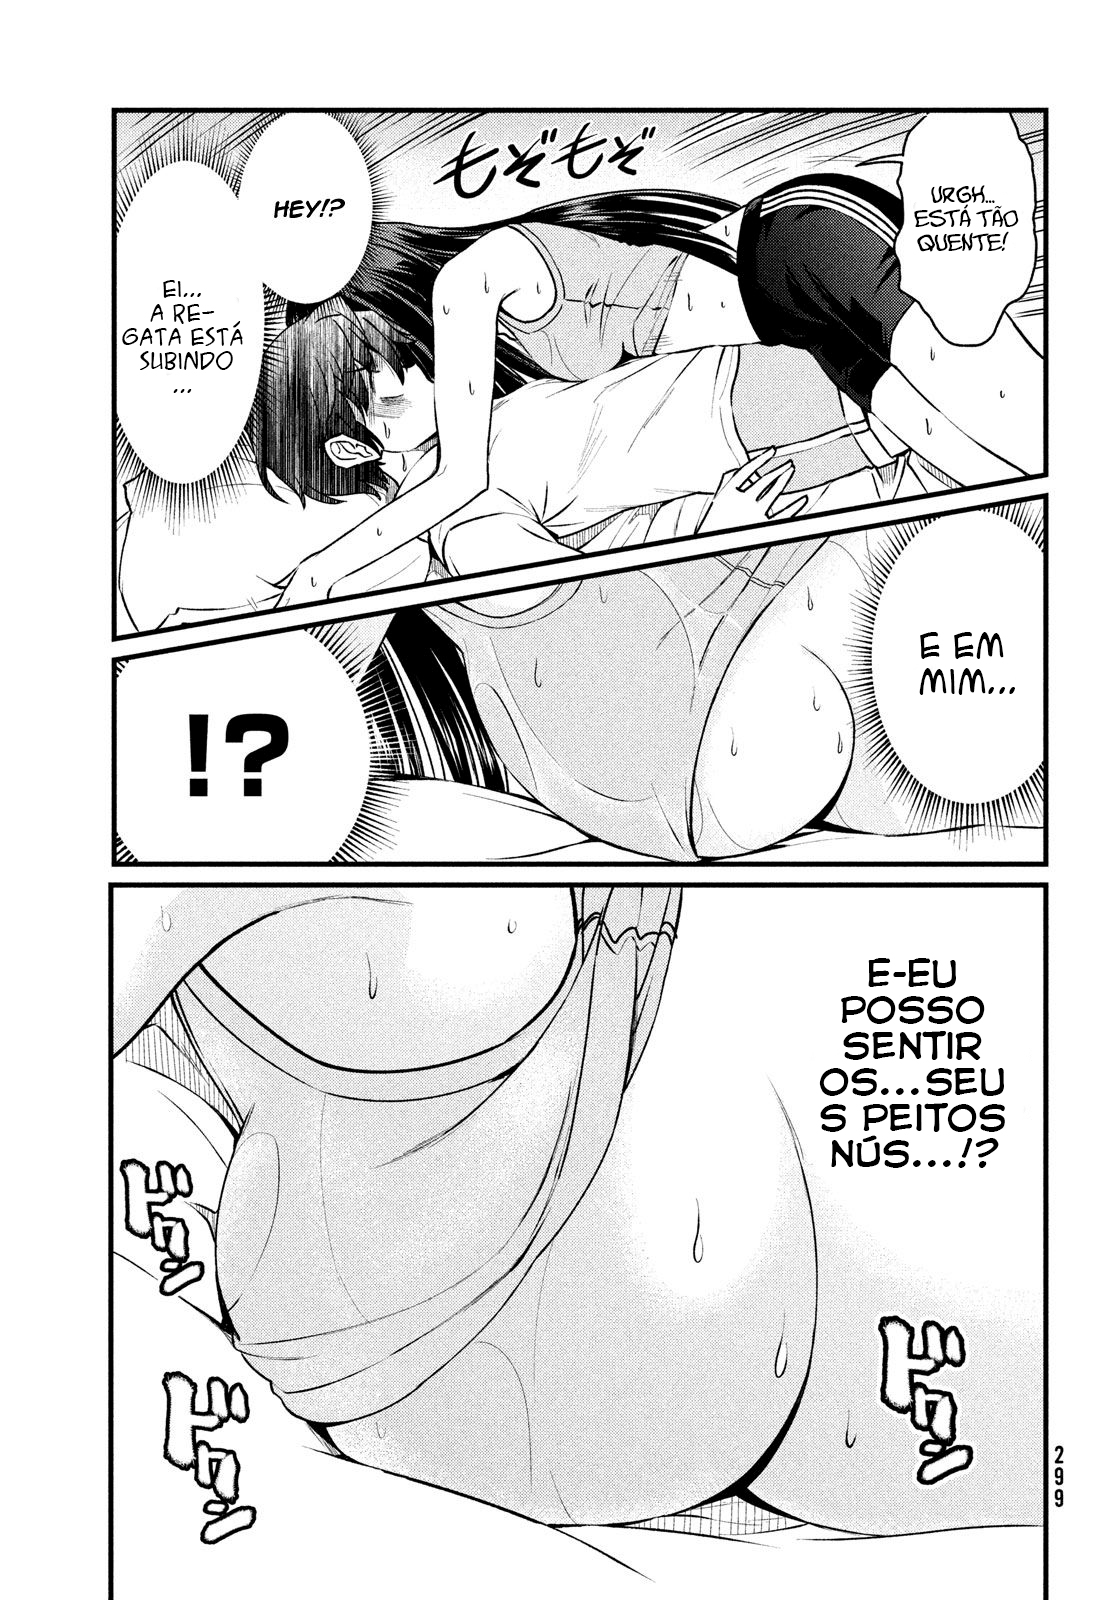 もぞもぞ
URGH...
ESTÁ TÃO
QUENTE!
HEY!?
EI...
A RE-
GATA ESTÁ
SUBINDO
...
E EM
MIM...
!?
E-EU
POSSO
SENTIR
OS...SEU
S PEITOS
NÚS...!?
ドクン
ドクン
ドクン
299